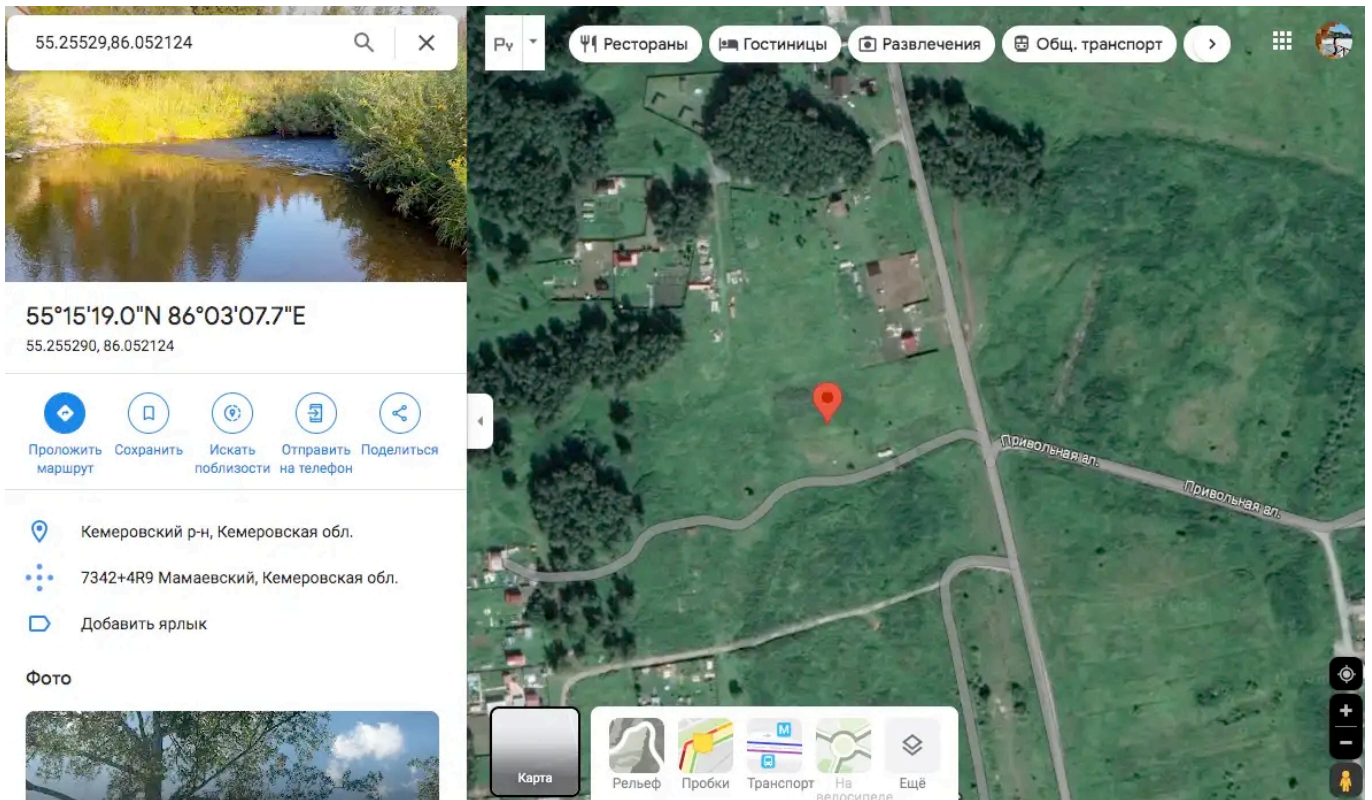 55.25529,86.052124
Ру
Рестораны
Гостиницы
Развлечения
Общ. транспорт
55°15'19.0"N 86°03'07.7"E
55.255290, 86.052124
Проложить маршрут
Сохранить
Искать поблизости
Отправить на телефон
Поделиться
Кемеровский р-н, Кемеровская обл.
7342+4R9 Мамаевский, Кемеровская обл.
Добавить ярлык
Фото
Привольная ал.
Привольная ал.
Карта
Рельеф
Пробки
Транспорт
На велосипеде
Ещё